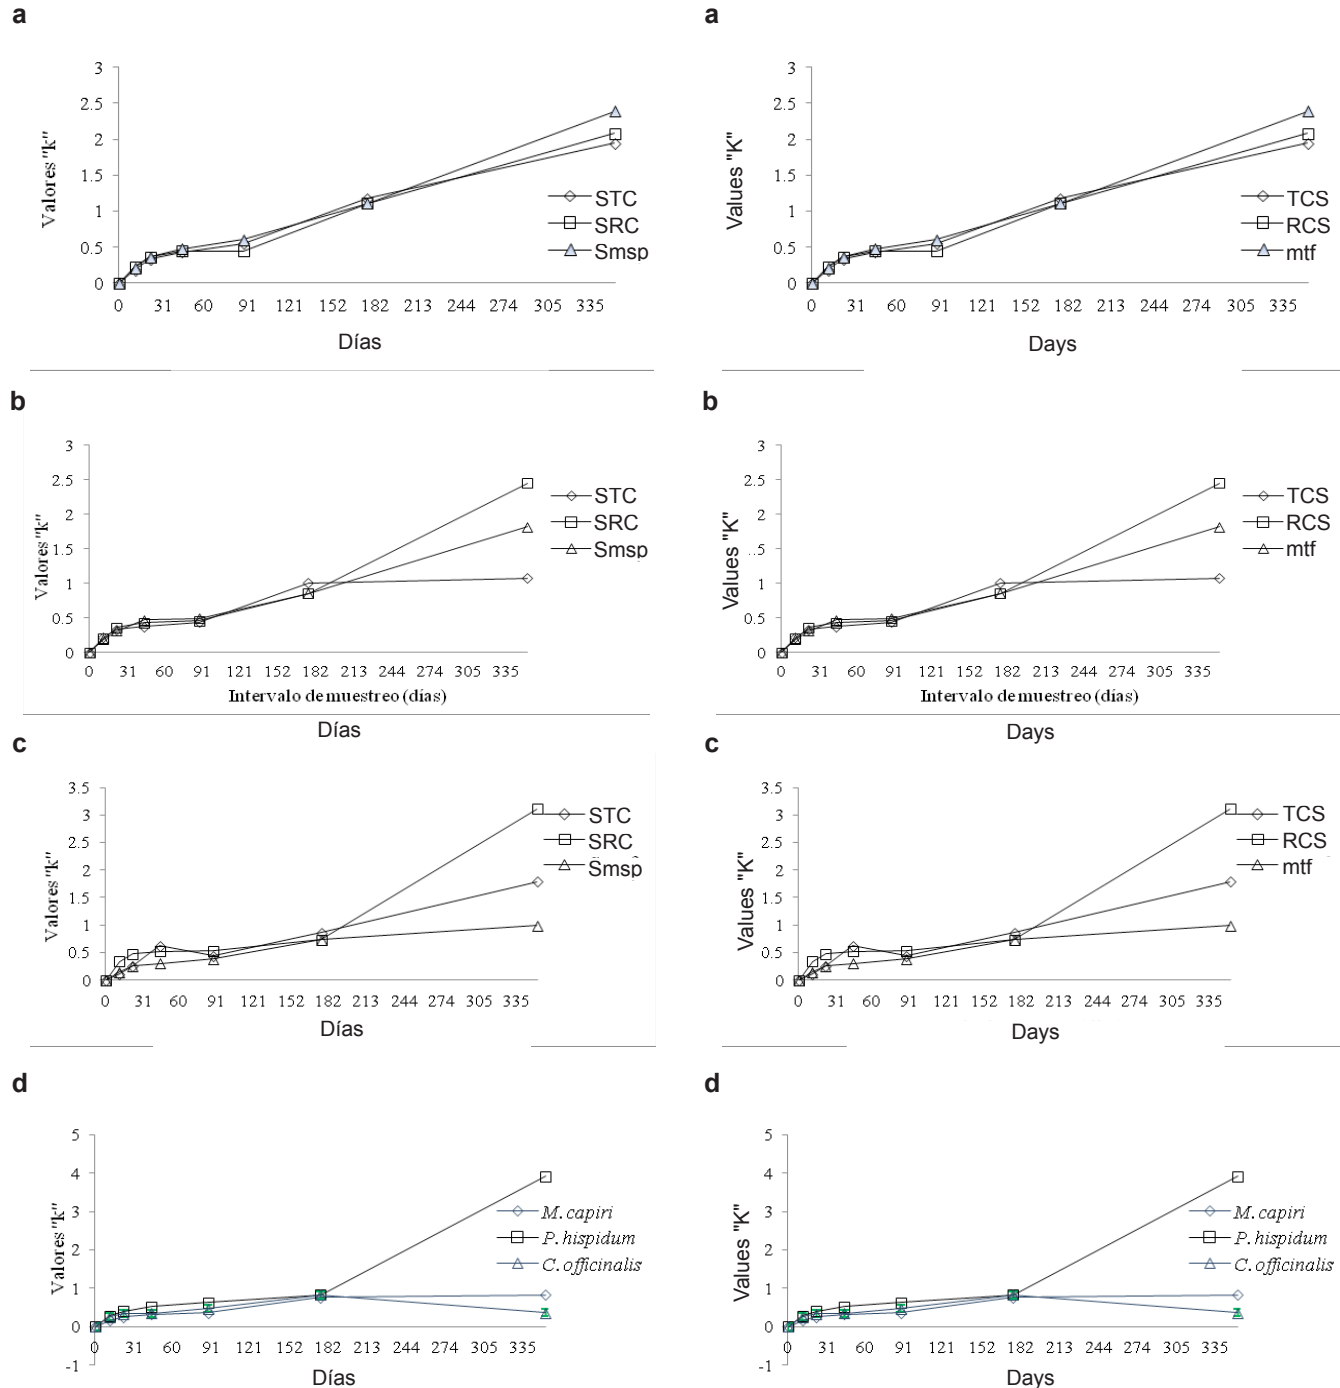 a
a
3
2.5
2
1.5
1
0.5
0
Valores "k"
0 31 60 91 121 152 182 213 244 274 305 335
Días
STC
SRC
Smsp
3
2.5
2
1.5
1
0.5
0
Values "K"
0 31 60 91 121 152 182 213 244 274 305 335
Days
TCS
RCS
mtf
b
b
3
2.5
2
1.5
1
0.5
0
Valores "k"
0 31 60 91 121 152 182 213 244 274 305 335
Intervalo de muestreo (días)
Días
STC
SRC
Smsp
3
2.5
2
1.5
1
0.5
0
Values "K"
0 31 60 91 121 152 182 213 244 274 305 335
Intervalo de muestreo (días)
Days
TCS
RCS
mtf
c
c
3.5
3
2.5
2
1.5
1
0.5
0
Valores "k"
0 31 60 91 121 152 182 213 244 274 305 335
Días
STC
SRC
Smsp
3.5
3
2.5
2
1.5
1
0.5
0
Values "K"
0 31 60 91 121 152 182 213 244 274 305 335
Days
TCS
RCS
mtf
d
d
5
4
3
2
1
0
-1
Valores "k"
0 31 60 91 121 152 182 213 244 274 305 335
Días
M. capiri
P. hispidum
C. officinalis
5
4
3
2
1
0
-1
Values "K"
0 31 60 91 121 152 182 213 244 274 305 335
Days
M. capiri
P. hispidum
C. officinalis